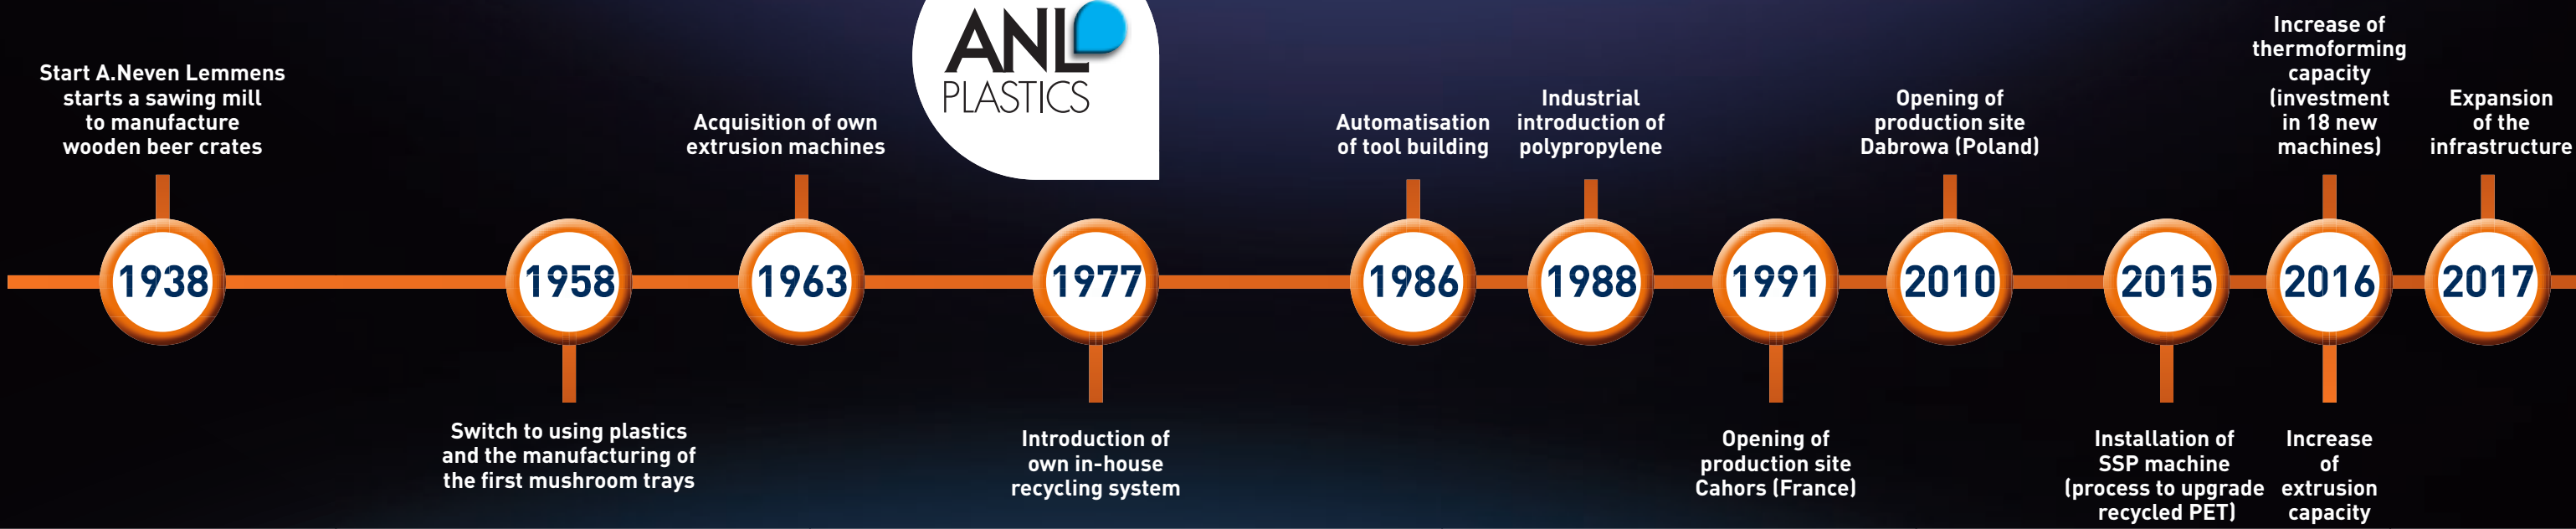 ANL
PLASTICS
Start A.Neven Lemmens
starts a sawing mill
to manufacture
wooden beer crates
1938
1958
Switch to using plastics
and the manufacturing of
the first mushroom trays
Acquisition of own
extrusion machines
1963
1977
Introduction of
own in-house
recycling system
Automatisation
of tool building
1986
Industrial
introduction of
polypropylene
1988
1991
Opening of
production site
Cahors (France)
Opening of
production site
Dabrowa (Poland)
2010
2015
Installation of
SSP machine
(process to upgrade
recycled PET)
Increase of
thermoforming
capacity
(investment
in 18 new
machines)
2016
Increase
of
extrusion
capacity
Expansion
of the
infrastructure
2017